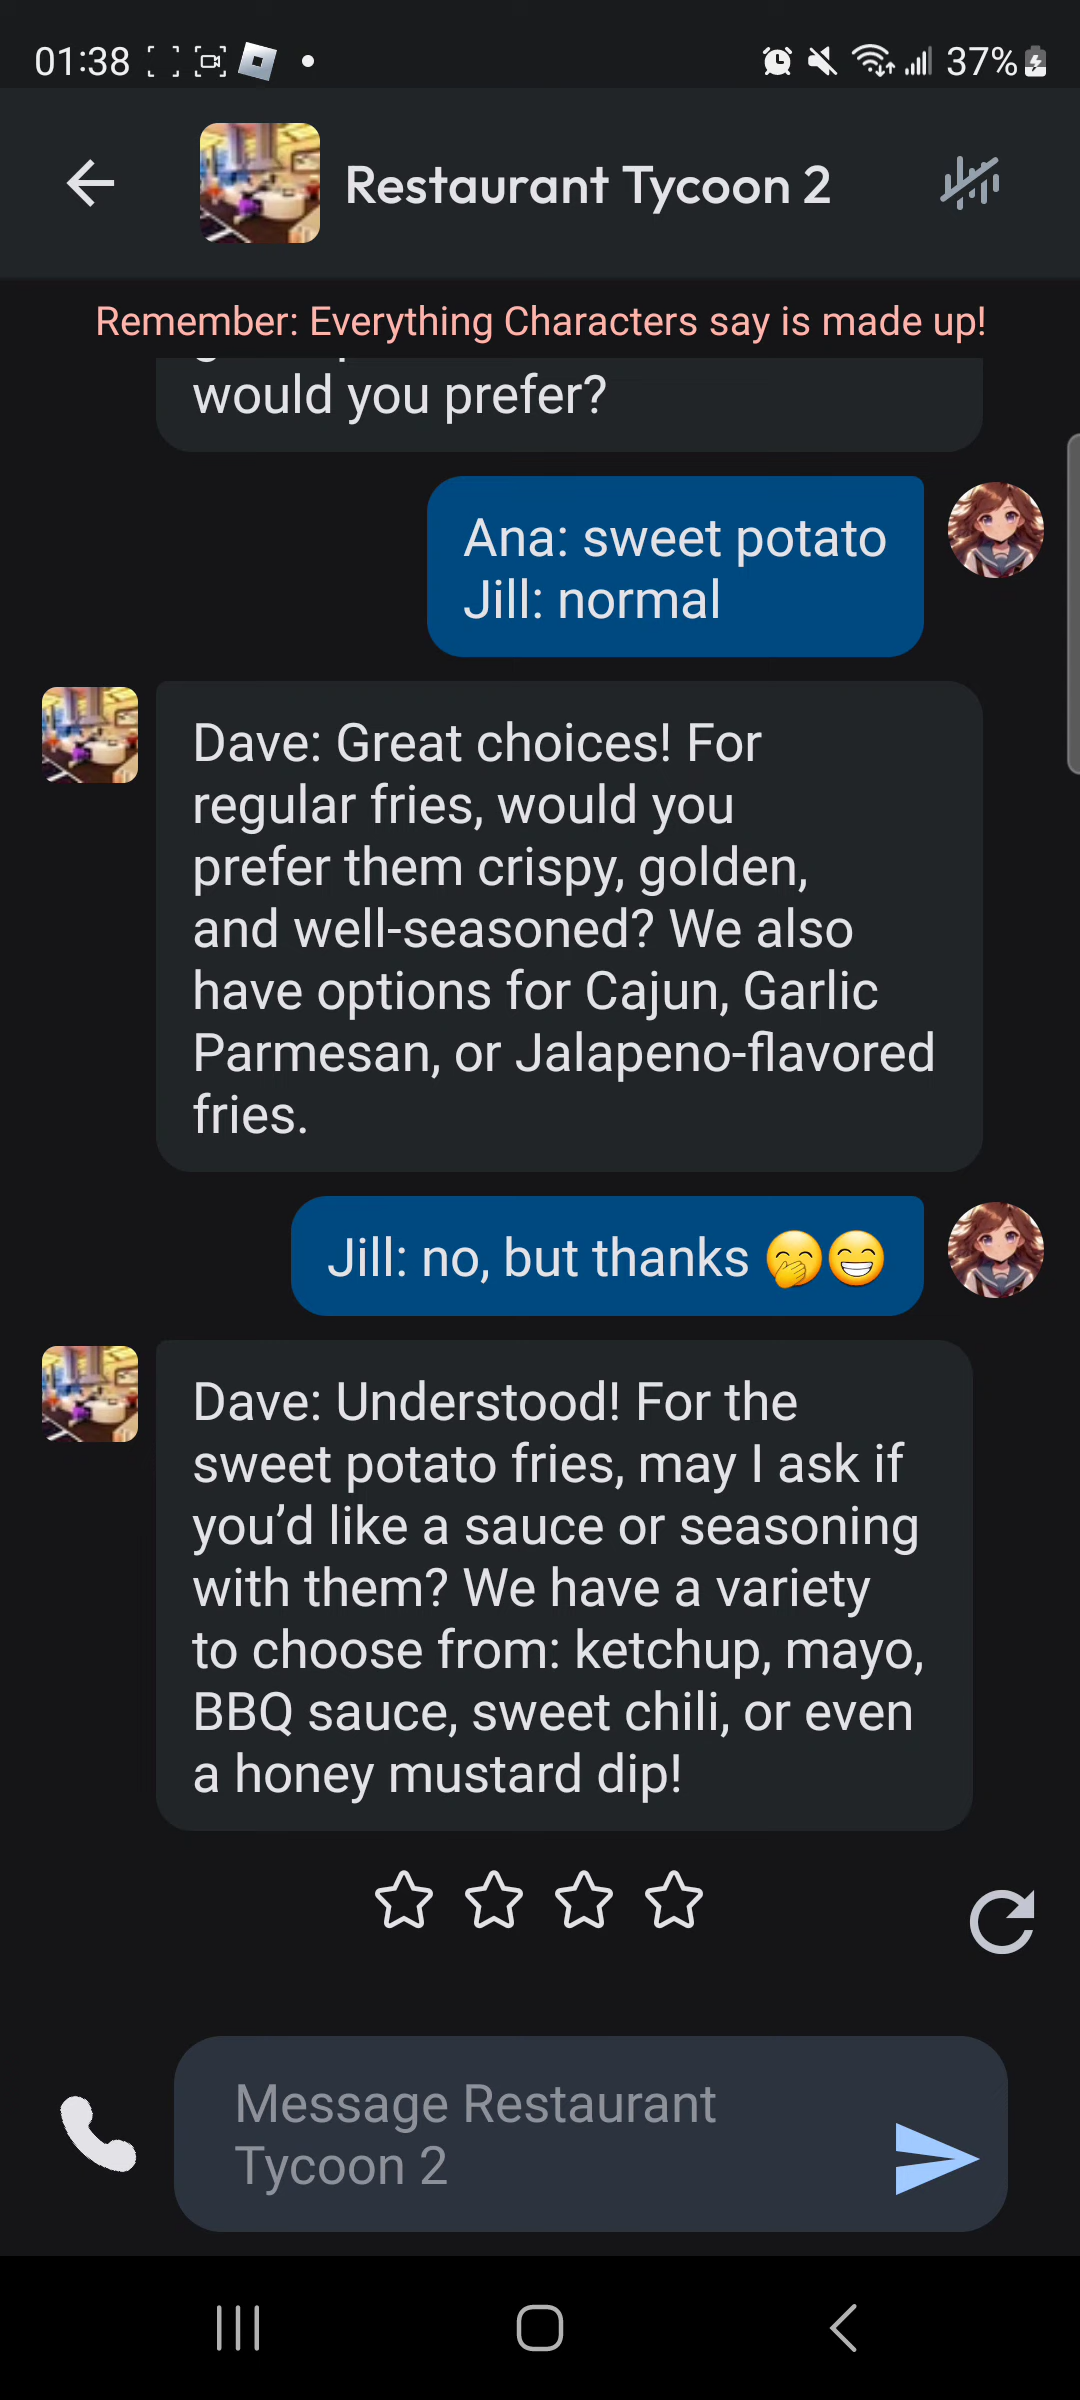 01:38
37%
Restaurant Tycoon 2
Remember: Everything Characters say is made up!
would you prefer?
Ana: sweet potato
Jill: normal
Dave: Great choices! For
regular fries, would you
prefer them crispy, golden,
and well-seasoned? We also
have options for Cajun, Garlic
Parmesan, or Jalapeno-flavored
fries.
Jill: no, but thanks 🤭😁
Dave: Understood! For the
sweet potato fries, may I ask if
you’d like a sauce or seasoning
with them? We have a variety
to choose from: ketchup, mayo,
BBQ sauce, sweet chili, or even
a honey mustard dip!
Message Restaurant
Tycoon 2